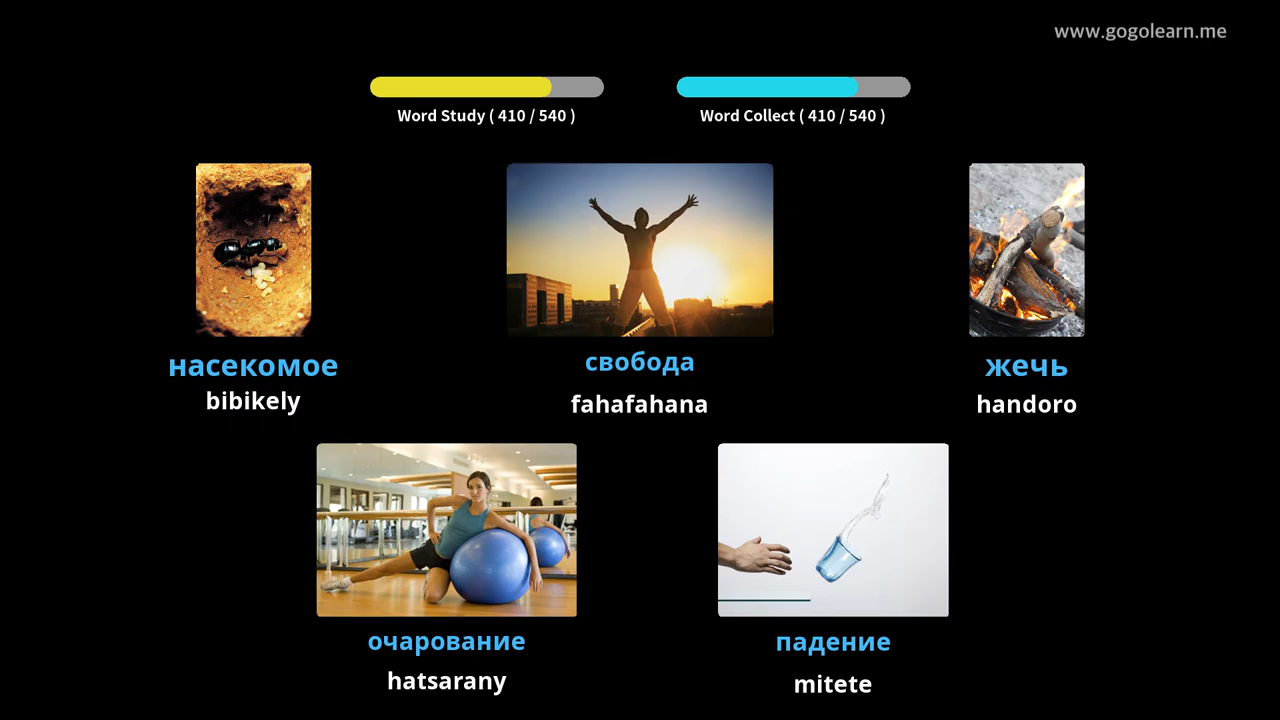 www.gogolearn.me
Word Study ( 410 / 540 )
Word Collect ( 410 / 540 )
насекомое
bibikely
свобода
fahafahana
жечь
handoro
очарование
hatsarany
падение
mitete